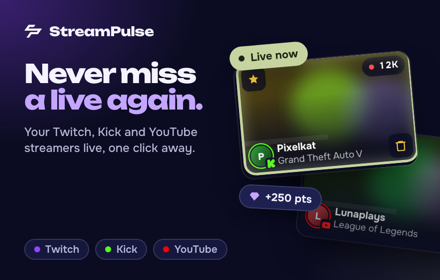 StreamPulse
Never miss
a live again.
Your Twitch, Kick and YouTube
streamers live, one click away.
Twitch
Kick
YouTube
Live now
12K
P
Pixelkat
Grand Theft Auto V
+250 pts
L
Lunaplays
League of Legends